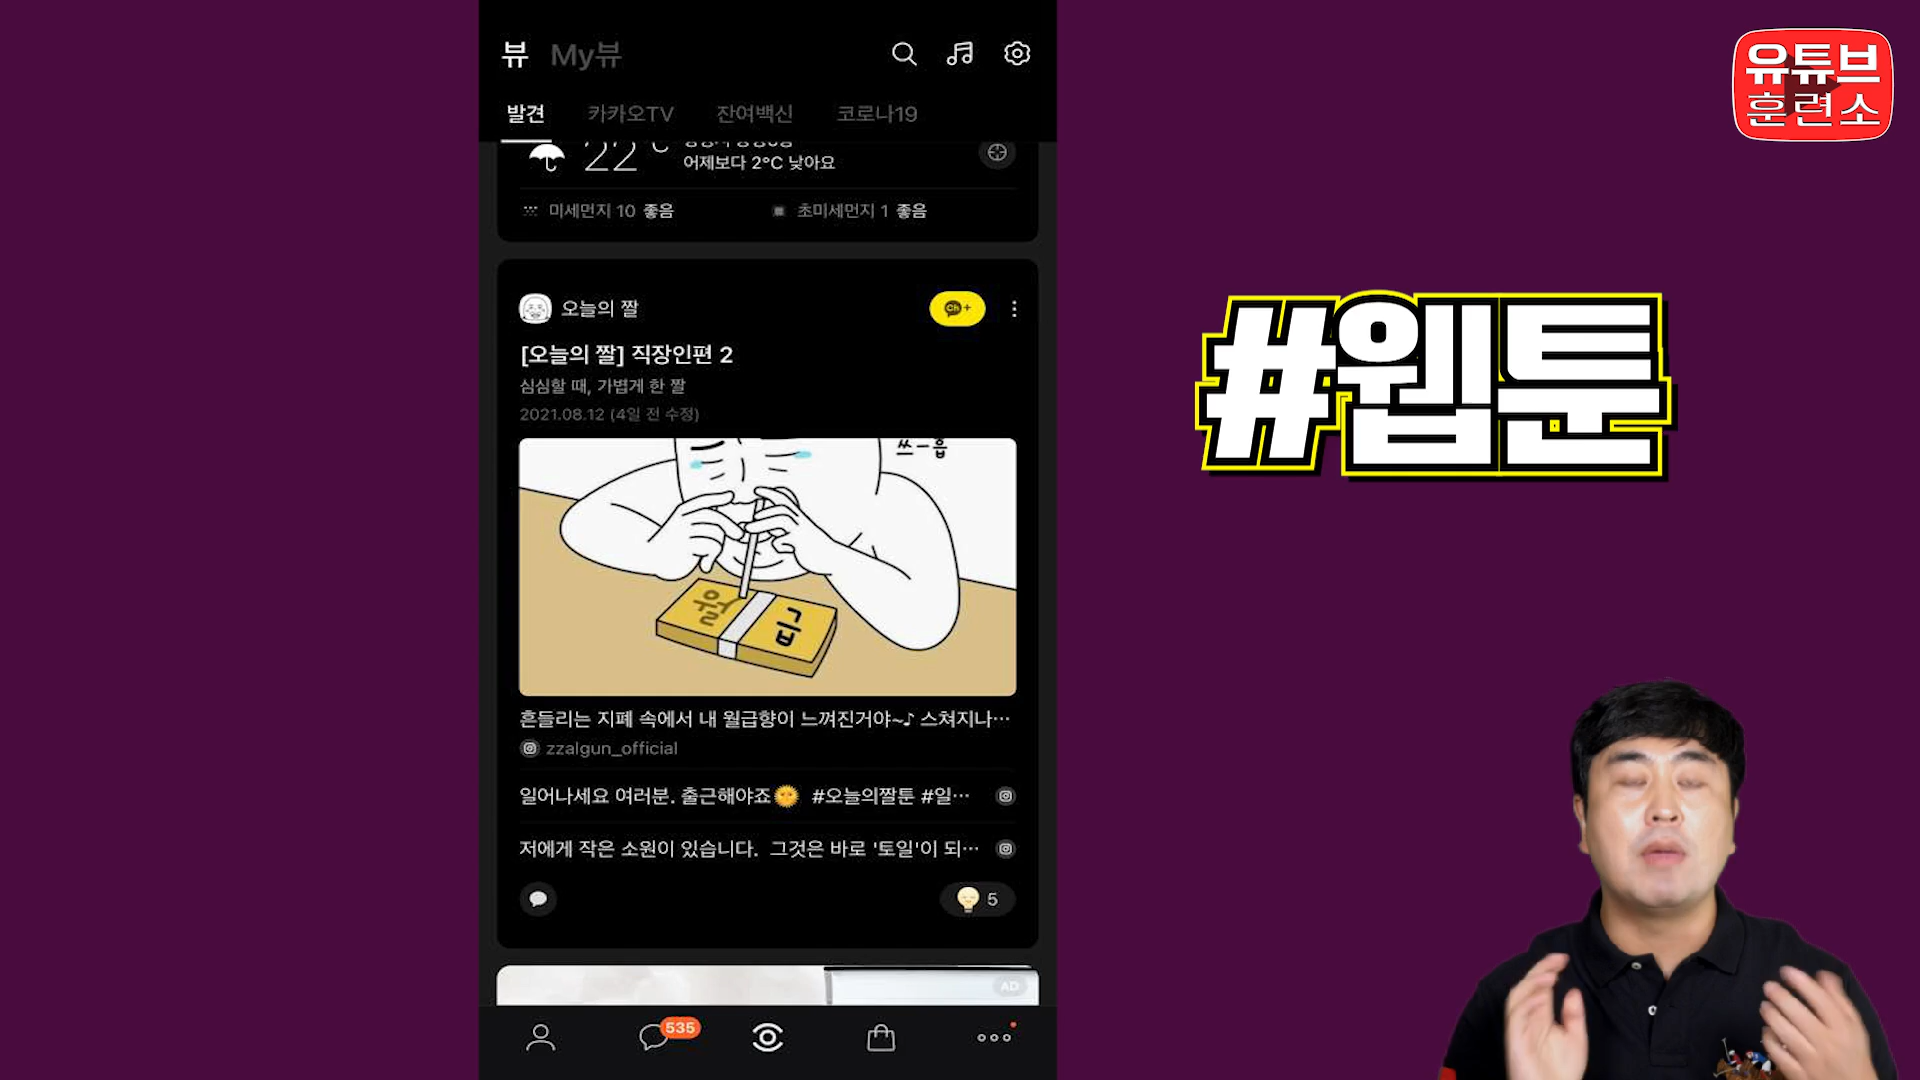 뷰 My뷰
발견 카카오TV 잔여백신 코로나19
22°C
어제보다 2°C 낮아요
미세먼지 10 좋음 초미세먼지 1 좋음
오늘의 짤
Ch+
[오늘의 짤] 직장인편 2
심심할 때, 가볍게 한 짤
2021.08.12 (4일 전 수정)
쓰-흡
월급
흔들리는 지폐 속에서 내 월급향이 느껴진거야~♪ 스쳐지나…
zzalgun_official
일어나세요 여러분. 출근해야죠🌞 #오늘의짤툰 #일…
저에게 작은 소원이 있습니다. 그것은 바로 '토일'이 되…
5
AD
535
유튜브
훈련소
#웹툰